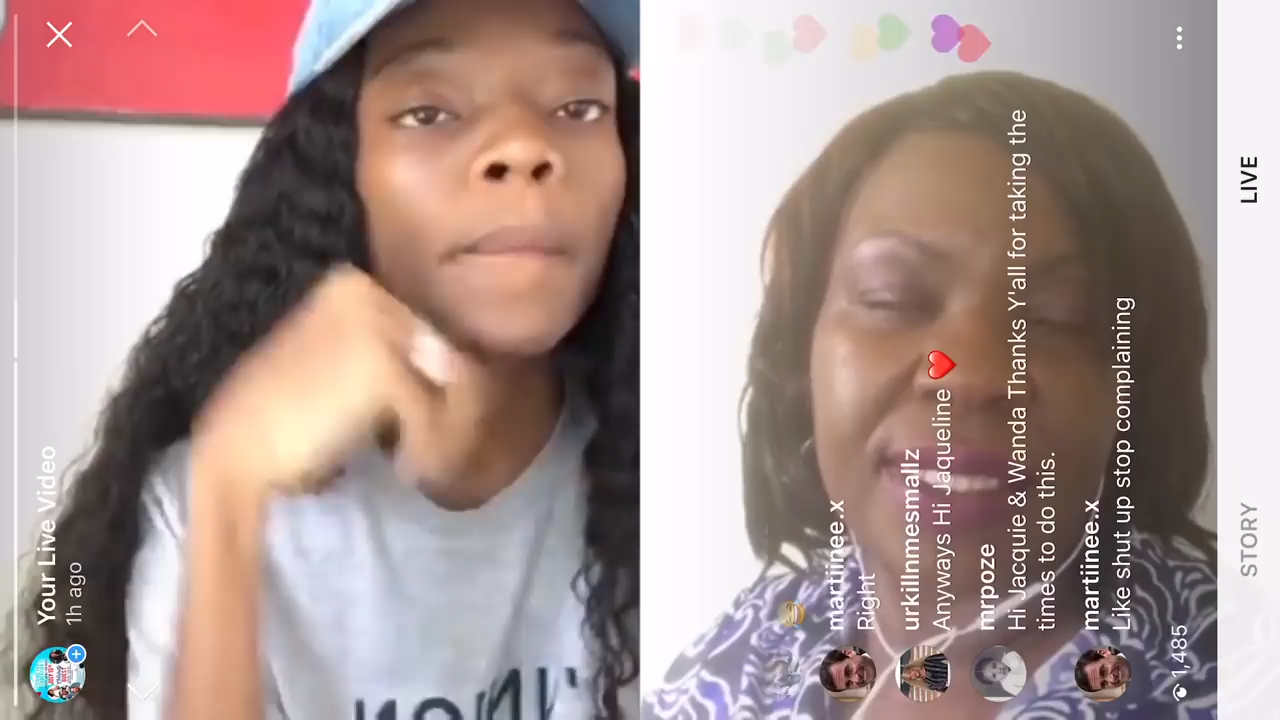 Your Live Video
1h ago
martiinee.x
Right
urkillnmesmallz
Anyways Hi Jaqueline ❤️
mrpoze
Hi Jacquie & Wanda Thanks Y'all for taking the
times to do this.
martiinee.x
Like shut up stop complaining
1,485
STORY
LIVE